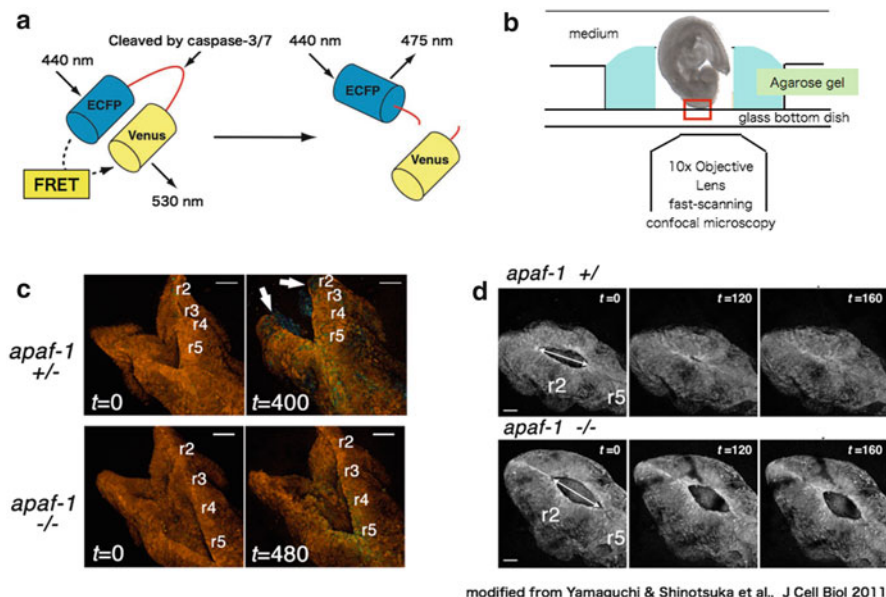 a
Cleaved by caspase-3/7
440 nm
ECFP
Venus
FRET
530 nm
440 nm
475 nm
ECFP
Venus
b
medium
Agarose gel
glass bottom dish
10x Objective
Lens
fast-scanning
confocal microscopy
c
apaf-1
+/-
r2
r3
r4
r5
t=0
r2
r3
r4
r5
t=400
apaf-1
-/-
r2
r3
r4
r5
t=0
r2
r3
r4
r5
t=480
d
apaf-1 +/
t=0
r2
r5
t=120
t=160
apaf-1 -/-
t=0
r2
r5
t=120
t=160
modified from Yamaguchi & Shinotsuka et al., J Cell Biol 2011